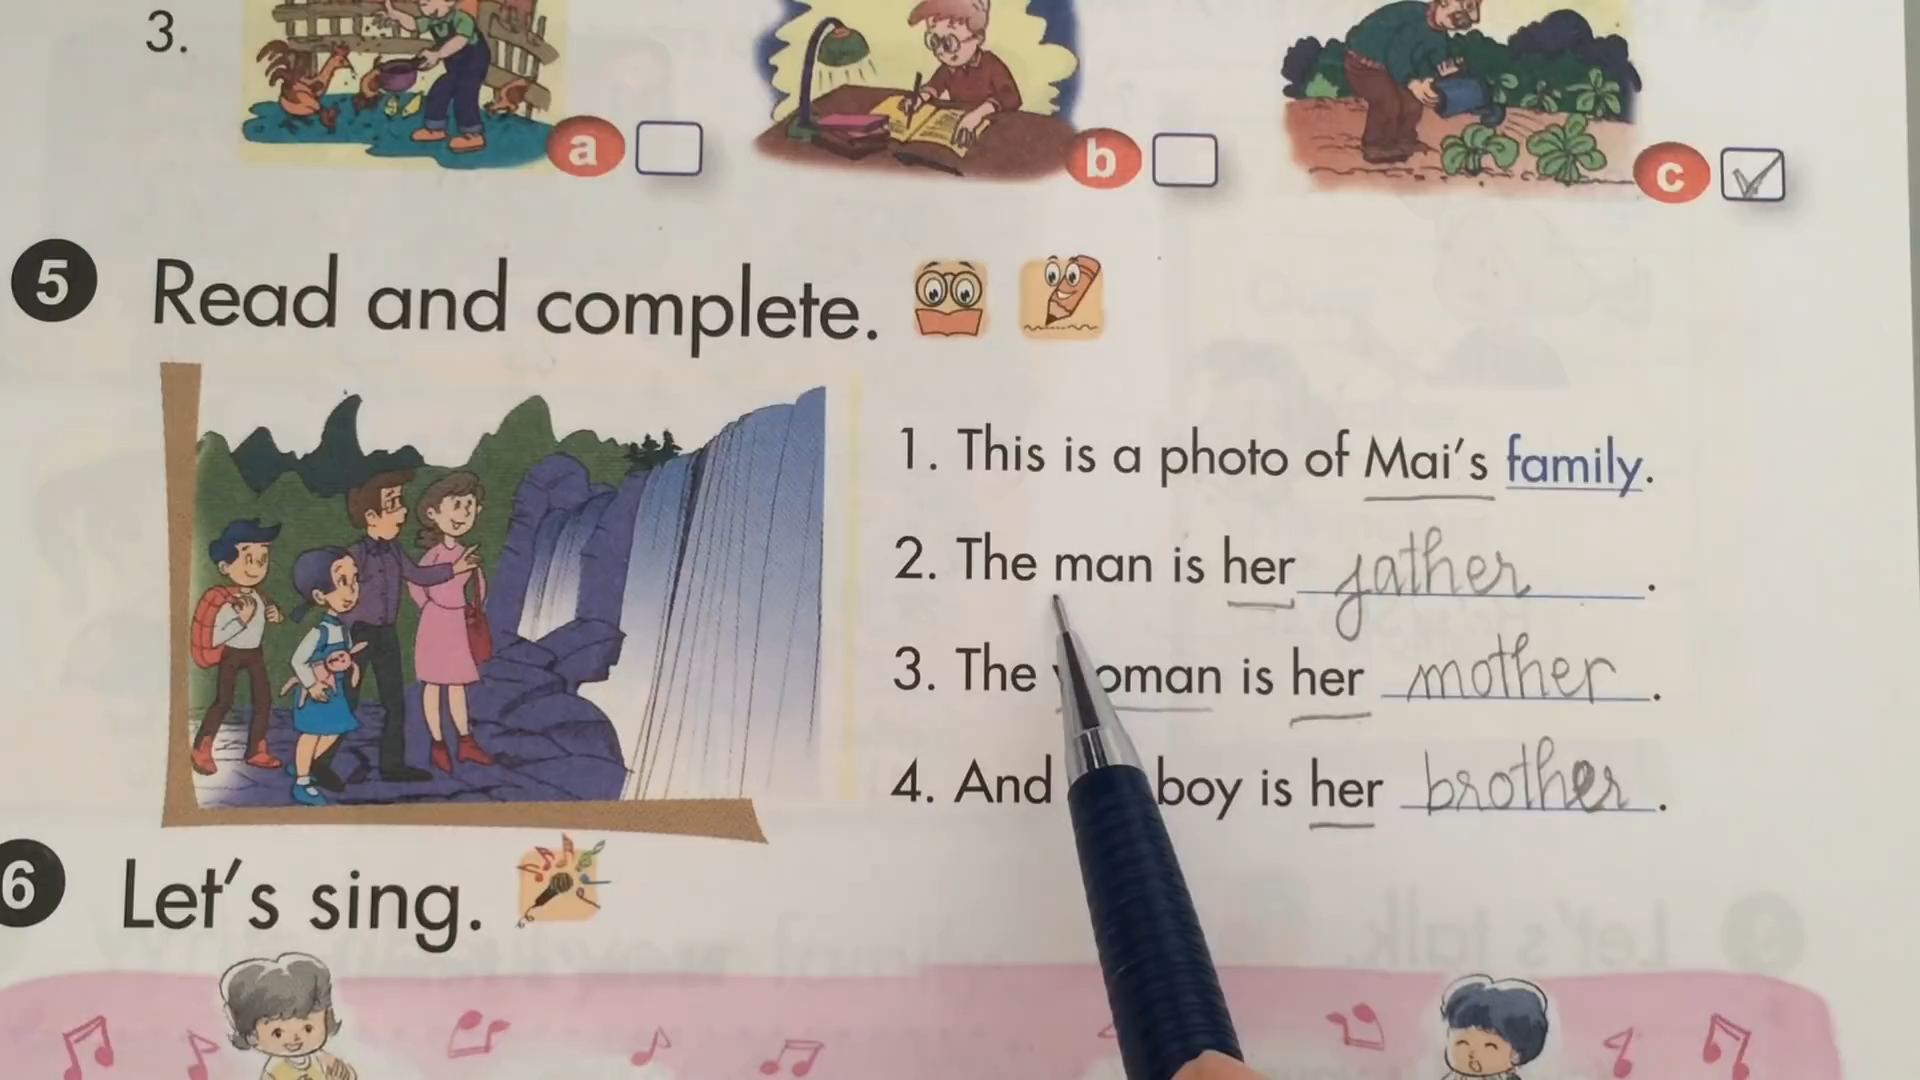 3.
a
b
c
5 Read and complete.
1. This is a photo of Mai's family.
2. The man is her father.
3. The woman is her mother.
4. And boy is her brother.
6 Let's sing.